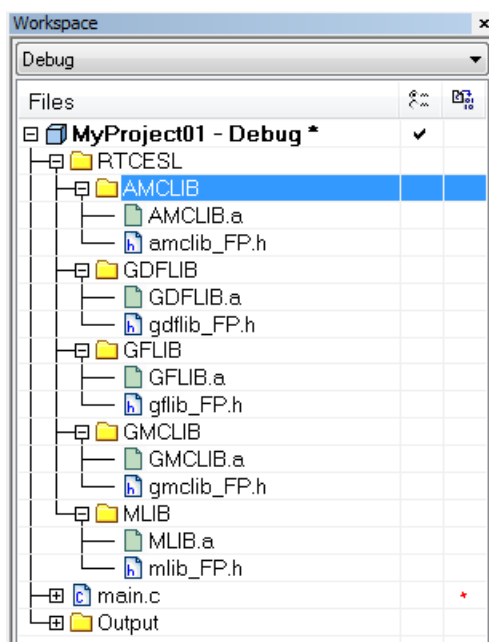 Workspace
Debug
Files
MyProject01 - Debug *
RTCESL
AMCLIB
AMCLIB.a
amclib_FP.h
GDFLIB
GDFLIB.a
gdflib_FP.h
GFLIB
GFLIB.a
gflib_FP.h
GMCLIB
GMCLIB.a
gmclib_FP.h
MLIB
MLIB.a
mlib_FP.h
main.c
Output